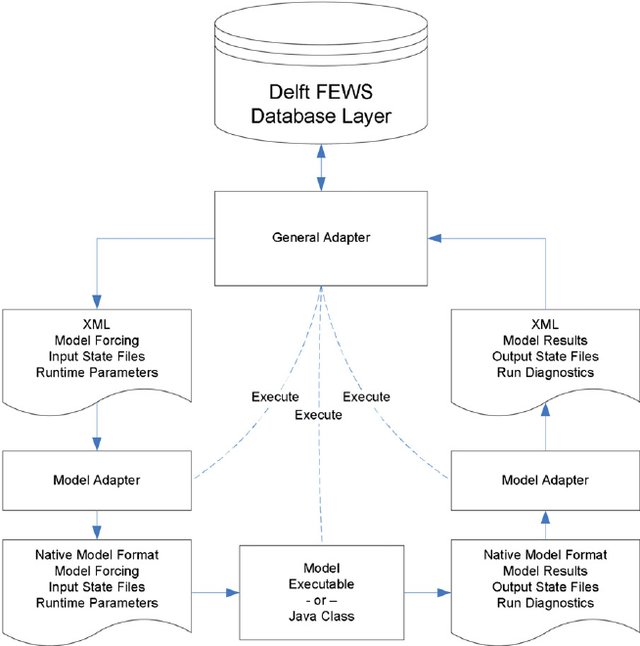 Delft FEWS
Database Layer
General Adapter
XML
Model Forcing
Input State Files
Runtime Parameters
XML
Model Results
Output State Files
Run Diagnostics
Execute
Execute
Execute
Model Adapter
Model Adapter
Native Model Format
Model Forcing
Input State Files
Runtime Parameters
Model
Executable
- or –
Java Class
Native Model Format
Model Results
Output State Files
Run Diagnostics